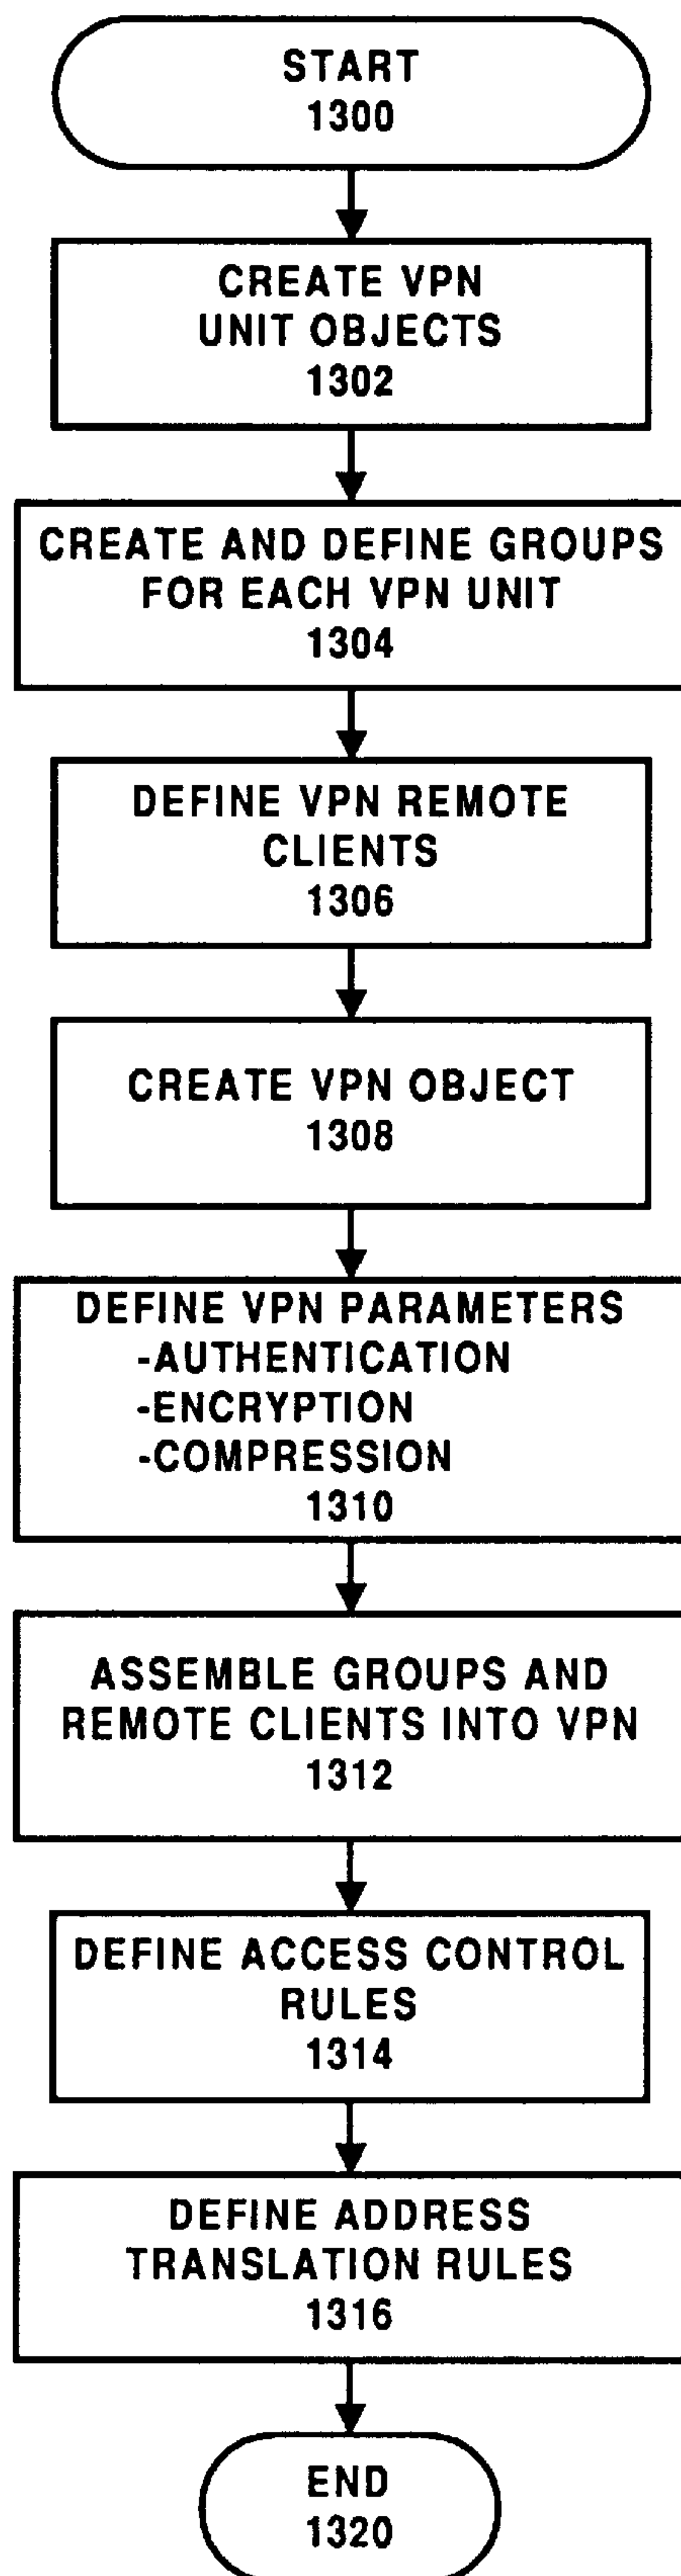 START
1300
CREATE VPN
UNIT OBJECTS
1302
CREATE AND DEFINE GROUPS
FOR EACH VPN UNIT
1304
DEFINE VPN REMOTE
CLIENTS
1306
CREATE VPN OBJECT
1308
DEFINE VPN PARAMETERS
-AUTHENTICATION
-ENCRYPTION
-COMPRESSION
1310
ASSEMBLE GROUPS AND
REMOTE CLIENTS INTO VPN
1312
DEFINE ACCESS CONTROL
RULES
1314
DEFINE ADDRESS
TRANSLATION RULES
1316
END
1320